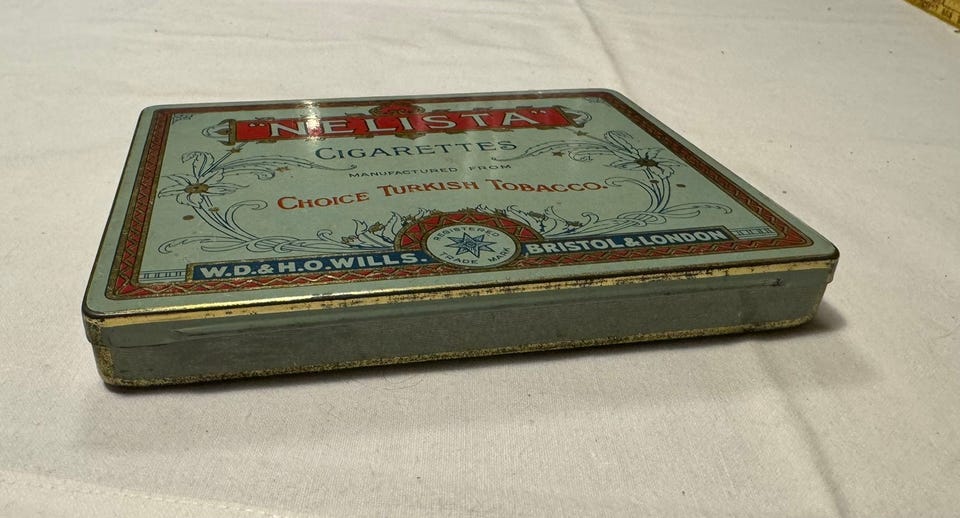 "NELISTA"
CIGARETTES
MANUFACTURED FROM
CHOICE TURKISH TOBACCO.
REGISTERED
TRADE MARK
W.D.&H.O.WILLS. BRISTOL & LONDON